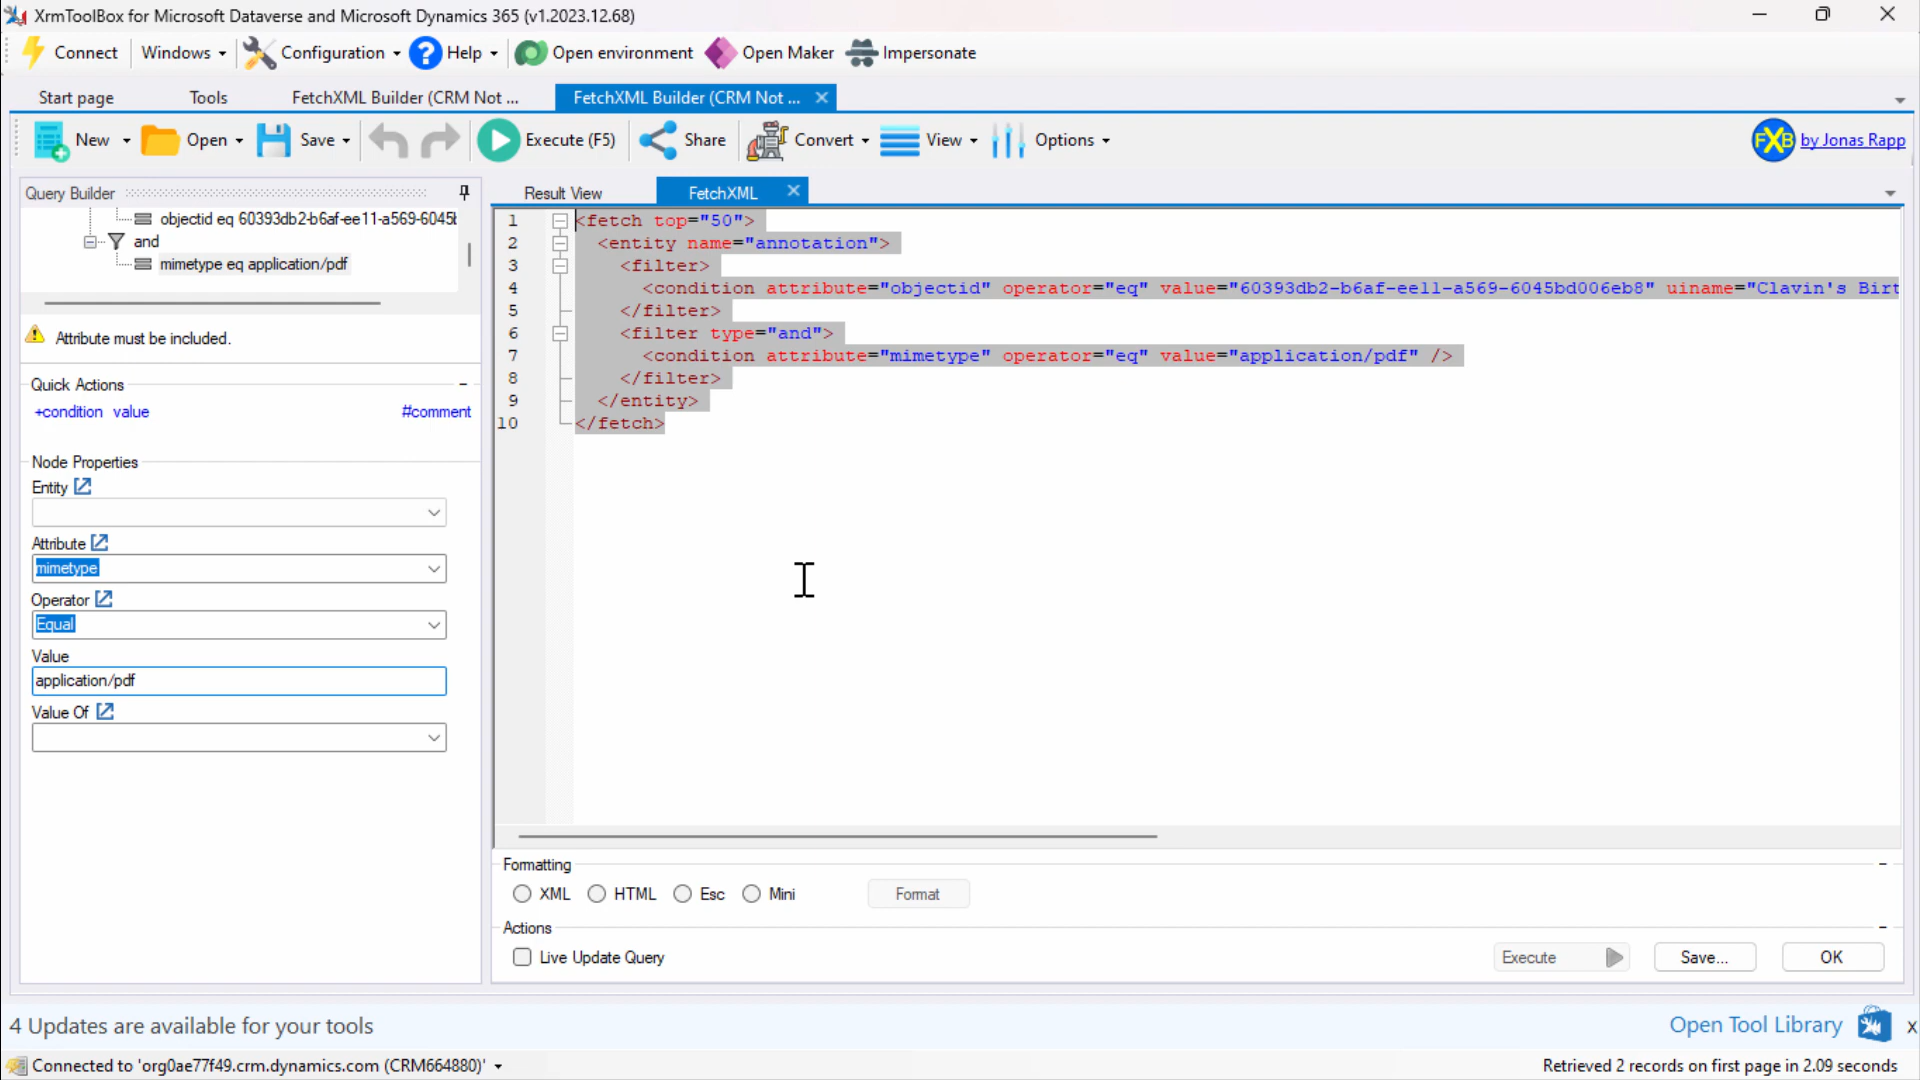 XrmToolBox for Microsoft Dataverse and Microsoft Dynamics 365 (v1.2023.12.68)
Connect Windows Configuration Help Open environment Open Maker Impersonate
Start page Tools FetchXML Builder (CRM Not ... FetchXML Builder (CRM Not ...
New Open Save Execute (F5) Share Convert View Options FXB by Jonas Rapp
Query Builder
objectid eq 60393db2-b6af-ee11-a569-6045b
and
mimetype eq application/pdf
Attribute must be included.
Quick Actions
+condition value #comment
Node Properties
Entity
Attribute
mimetype
Operator
Equal
Value
application/pdf
Value Of
Result View FetchXML
1 <fetch top="50">
2 <entity name="annotation">
3 <filter>
4 <condition attribute="objectid" operator="eq" value="60393db2-b6af-ee11-a569-6045bd006eb8" uiname="Clavin's Birt
5 </filter>
6 <filter type="and">
7 <condition attribute="mimetype" operator="eq" value="application/pdf" />
8 </filter>
9 </entity>
10 </fetch>
Formatting
XML HTML Esc Mini Format
Actions
Live Update Query Execute Save... OK
4 Updates are available for your tools Open Tool Library x
Connected to 'org0ae77f49.crm.dynamics.com (CRM664880)' Retrieved 2 records on first page in 2.09 seconds